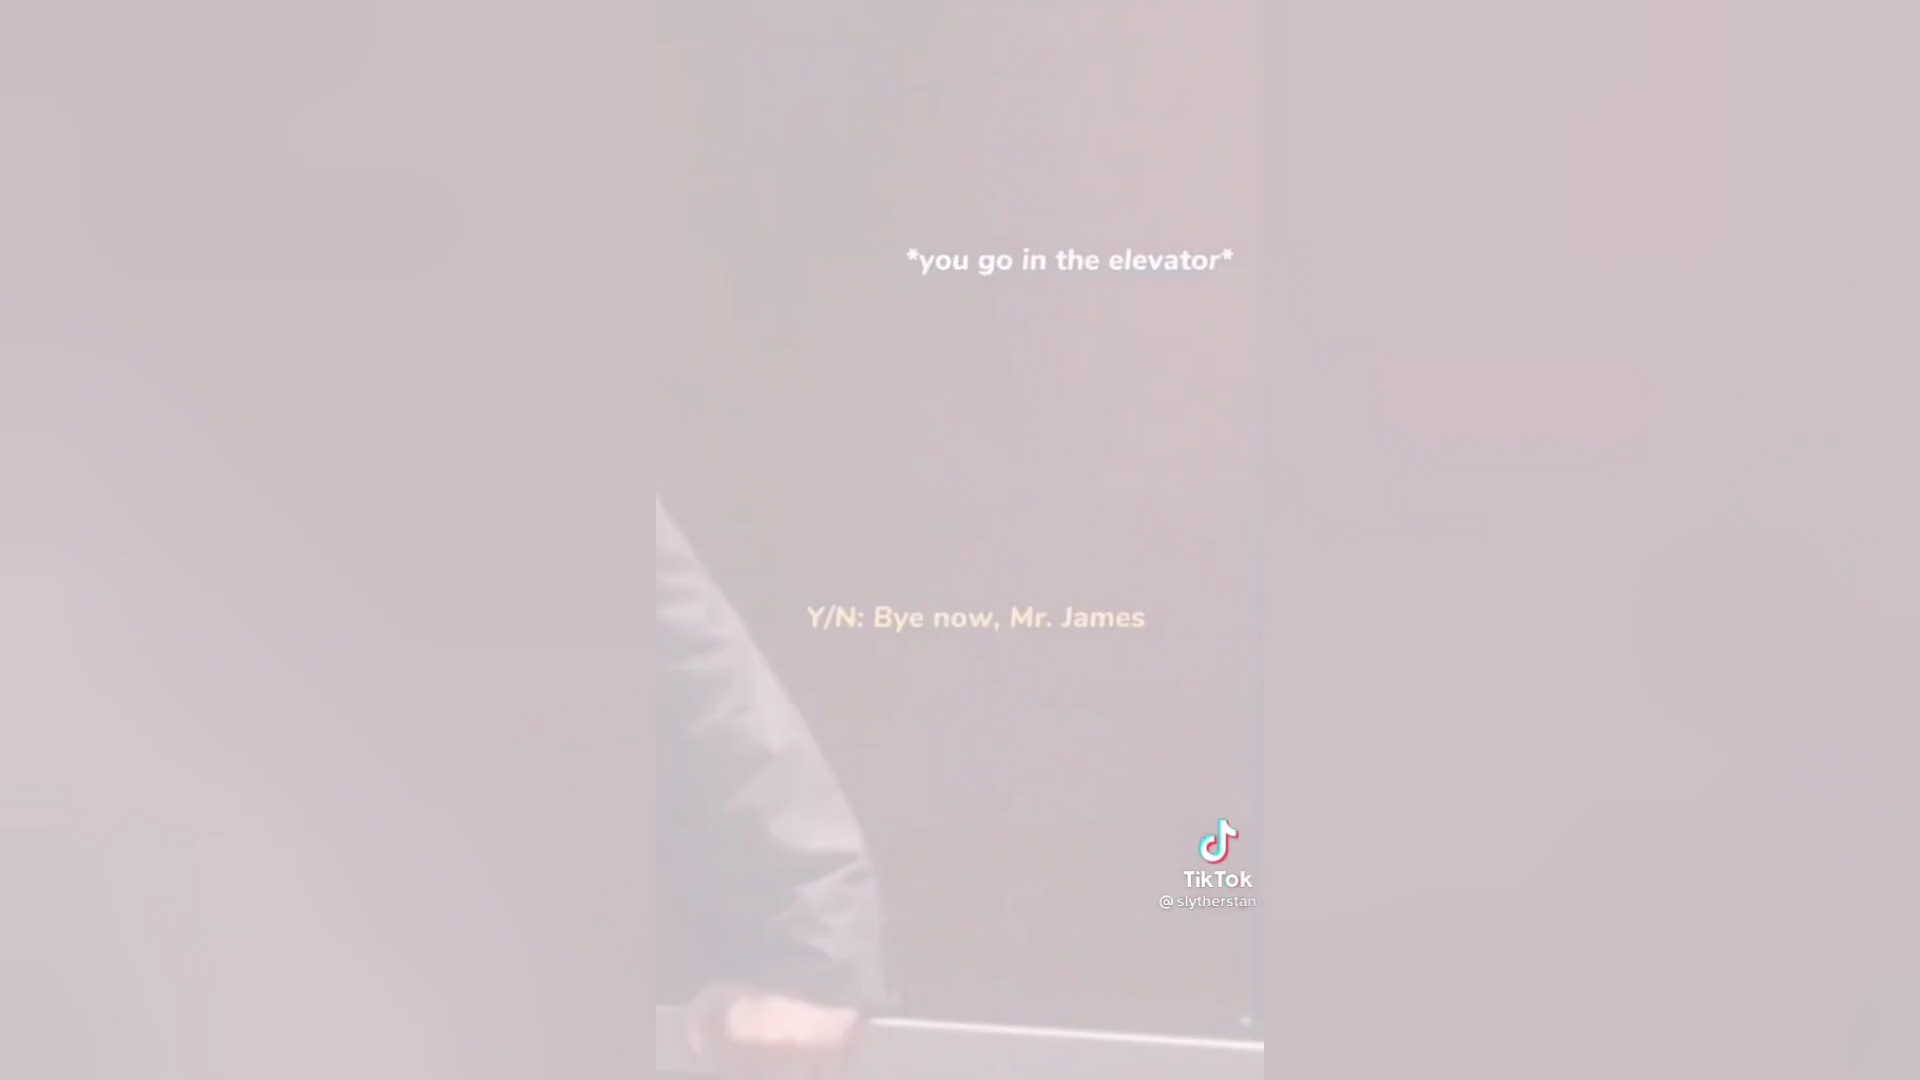 *you go in the elevator*
Y/N: Bye now, Mr. James
TikTok
@slytherstan